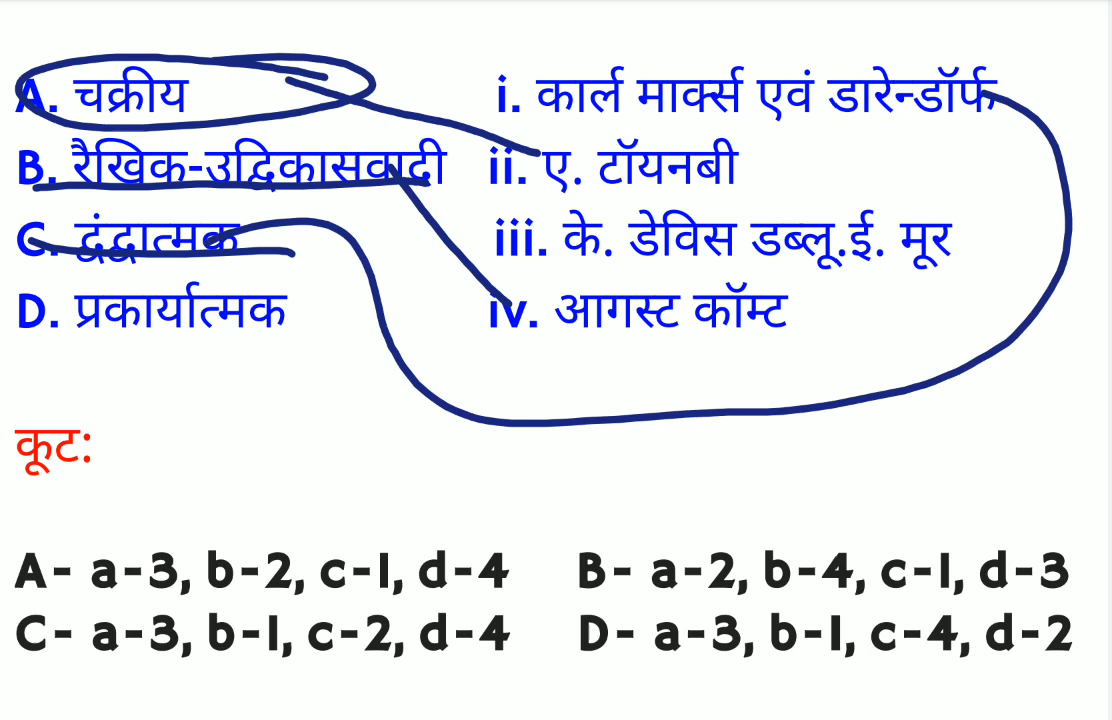 A. चक्रीय i. कार्ल मार्क्स एवं डारेन्डॉर्फ
B. रैखिक-उद्विकासवादी ii. ए. टॉयनबी
C. द्वंद्वात्मक iii. के. डेविस डब्लू.ई. मूर
D. प्रकार्यात्मक iv. आगस्ट कॉम्ट
कूट:
A- a-3, b-2, c-1, d-4 B- a-2, b-4, c-1, d-3
C- a-3, b-1, c-2, d-4 D- a-3, b-1, c-4, d-2